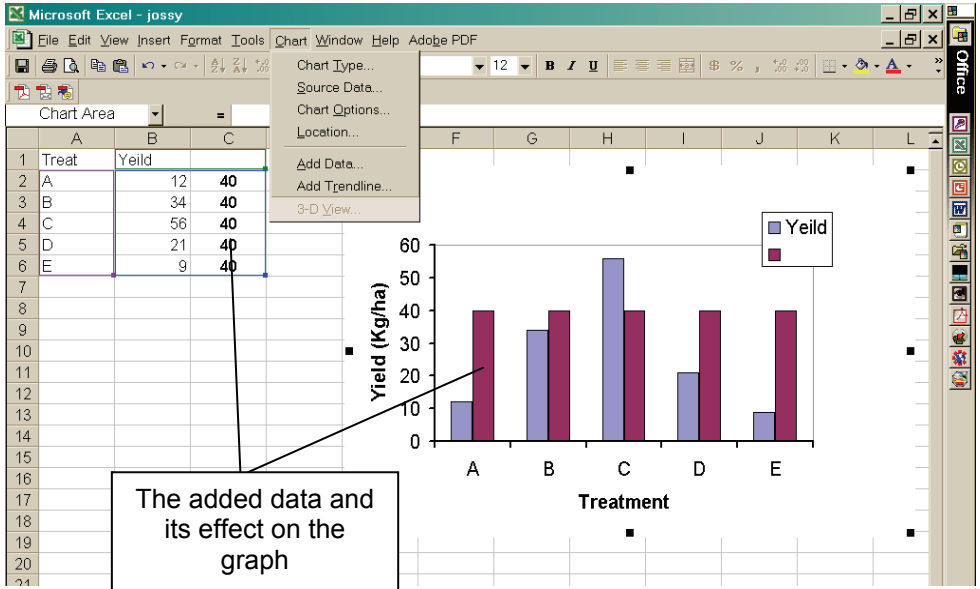 Microsoft Excel - jossy
File Edit View Insert Format Tools Chart Window Help Adobe PDF
12 B I U $ % ,
Chart Area =
Chart Type...
Source Data...
Chart Options...
Location...
Add Data...
Add Trendline...
3-D View...
Office
A B C F G H I J K L
1 Treat Yeild
2 A 12 40
3 B 34 40
4 C 56 40
5 D 21 40
6 E 9 40
7
8
9
10
11
12
13
14
15
16
17
18
19
20
21
Yeild
Yield (Kg/ha)
60
50
40
30
20
10
0
A B C D E
Treatment
The added data and
its effect on the
graph